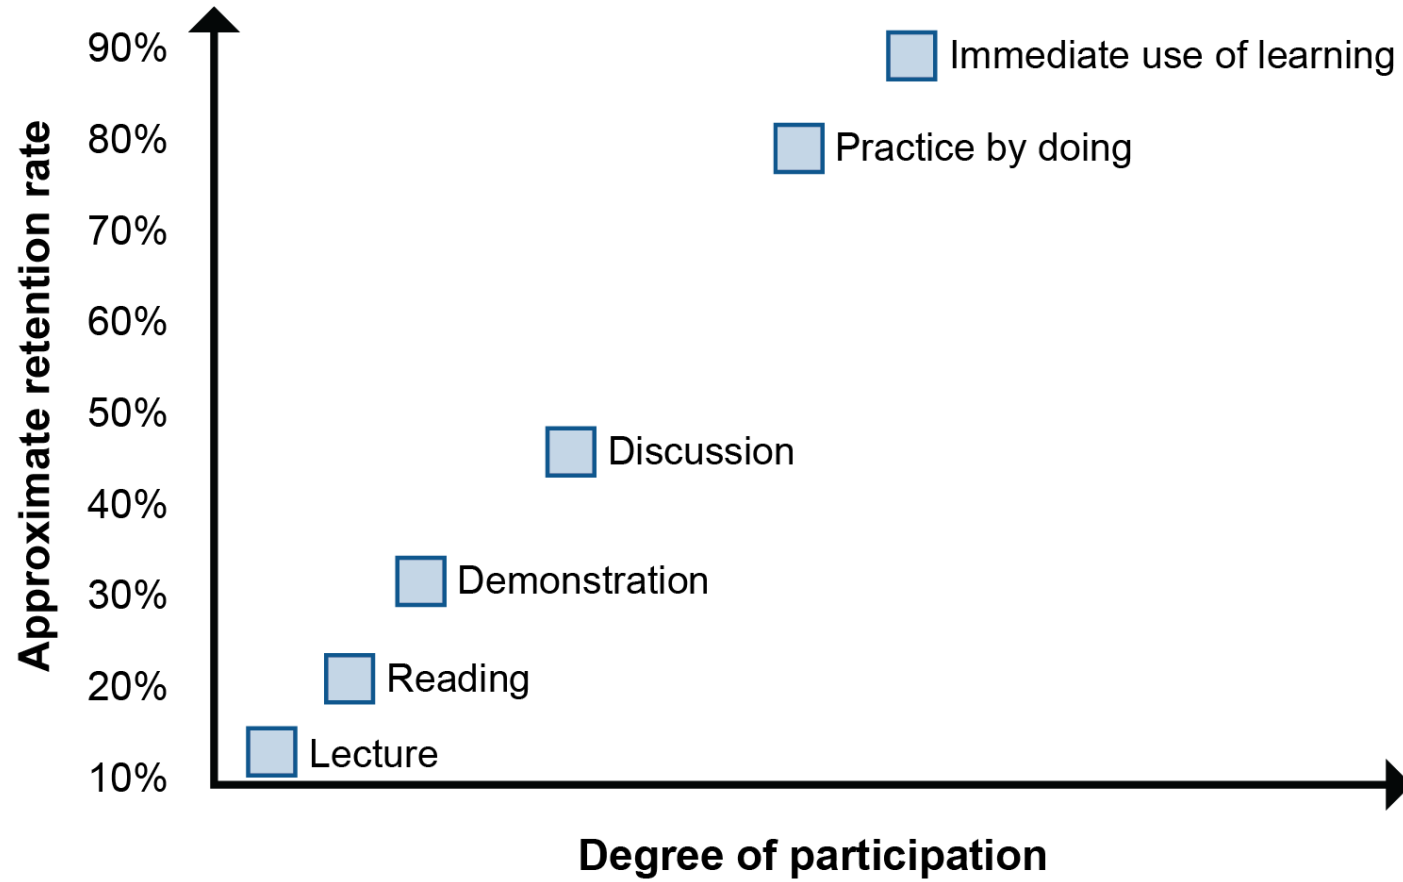 90%
Immediate use of learning
80%
Practice by doing
70%
60%
50%
Discussion
40%
Demonstration
30%
Reading
20%
Lecture
10%
Approximate retention rate
Degree of participation